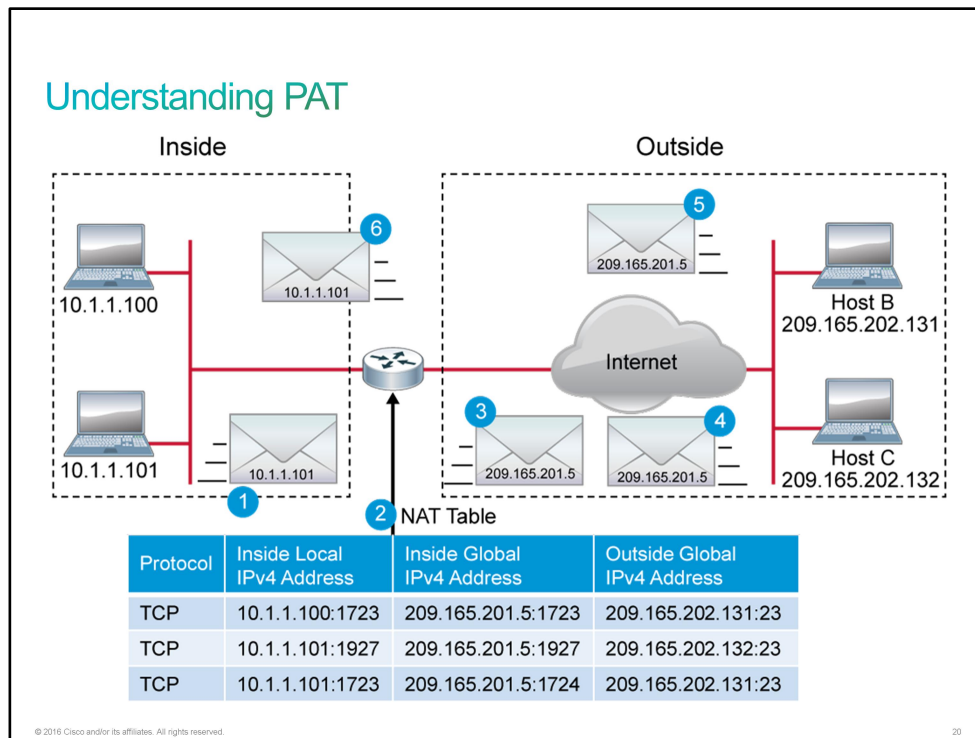 Understanding PAT
Inside
Outside
5
6
209.165.201.5
10.1.1.101
10.1.1.100
Host B
209.165.202.131
Internet
3
4
10.1.1.101
10.1.1.101
209.165.201.5
209.165.201.5
Host C
209.165.202.132
1
2
NAT Table
Protocol
Inside Local
IPv4 Address
Inside Global
IPv4 Address
Outside Global
IPv4 Address
TCP 10.1.1.100:1723 209.165.201.5:1723 209.165.202.131:23
TCP 10.1.1.101:1927 209.165.201.5:1927 209.165.202.132:23
TCP 10.1.1.101:1723 209.165.201.5:1724 209.165.202.131:23
© 2016 Cisco and/or its affiliates. All rights reserved.
20